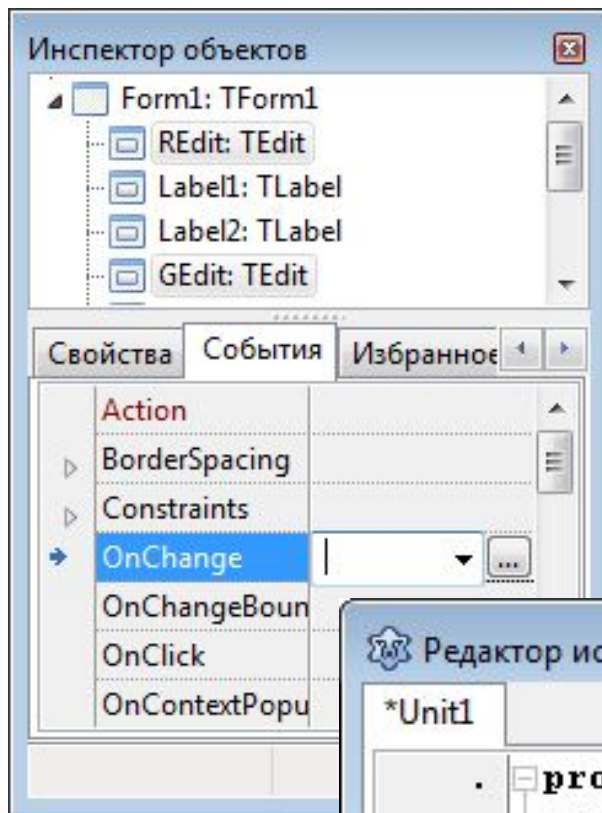 Инспектор объектов
Form1: TForm1
REdit: TEdit
Label1: TLabel
Label2: TLabel
GEdit: TEdit
Свойства События Избранное
Action
BorderSpacing
Constraints
OnChange ...
OnChangeBoun
OnClick
OnContextPopu
Редактор ис
*Unit1
. pro